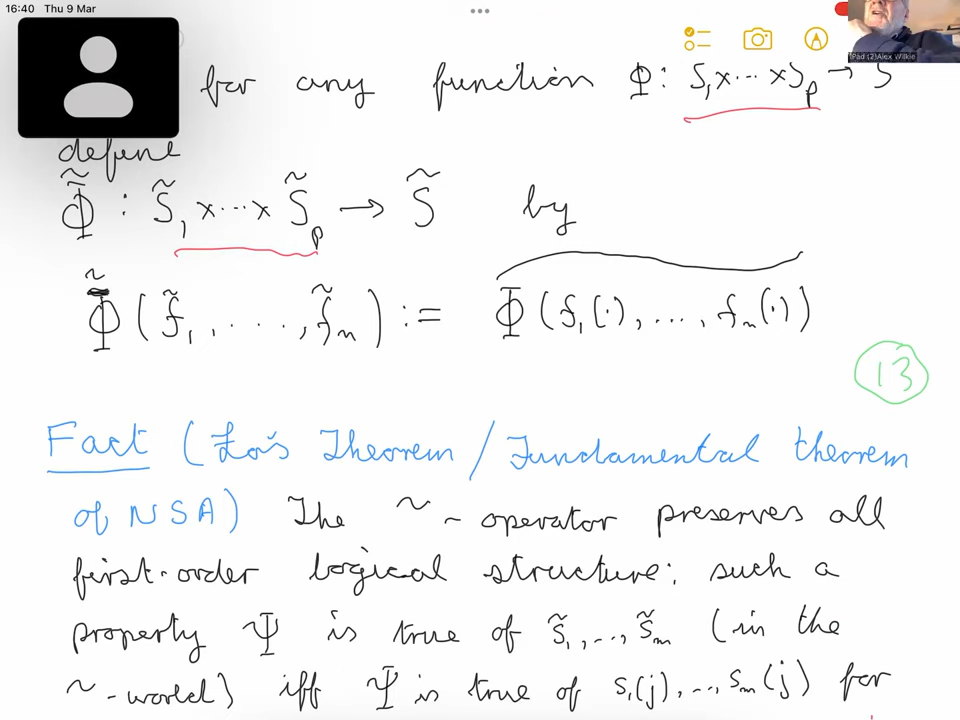 16:40 Thu 9 Mar
iPad (2)Alex Wilkie
for any function Φ: S₁x···xSₚ → S
define
Φ̃ : S̃₁ x···x S̃ₚ → S̃ by
Φ̃ ( f̃₁, . . . . , f̃ₙ ) := Φ ( f₁(·), ..., fₙ(·) )
13
Fact (Łoś Theorem / Fundamental theorem
of NSA) The ~ - operator preserves all
first-order logical structure: such a
property Ψ is true of s̃₁, .., s̃ₘ (in the
~-world) iff Ψ is true of s₁(j), .., sₘ(j) for